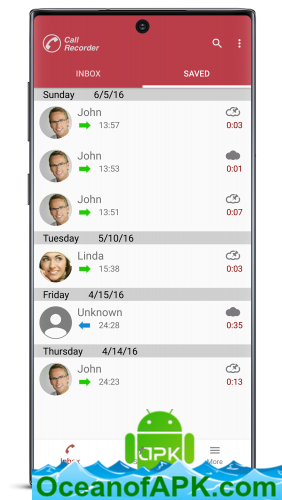 Call
Recorder
INBOX SAVED
Sunday 6/5/16
John
13:57 0:03
John
13:53 0:01
John
13:51 0:07
Tuesday 5/10/16
Linda
15:38 0:03
Friday 4/15/16
Unknown
24:28 0:35
Thursday 4/14/16
John
24:23 0:13
JPK
More
OceanofAPK.com